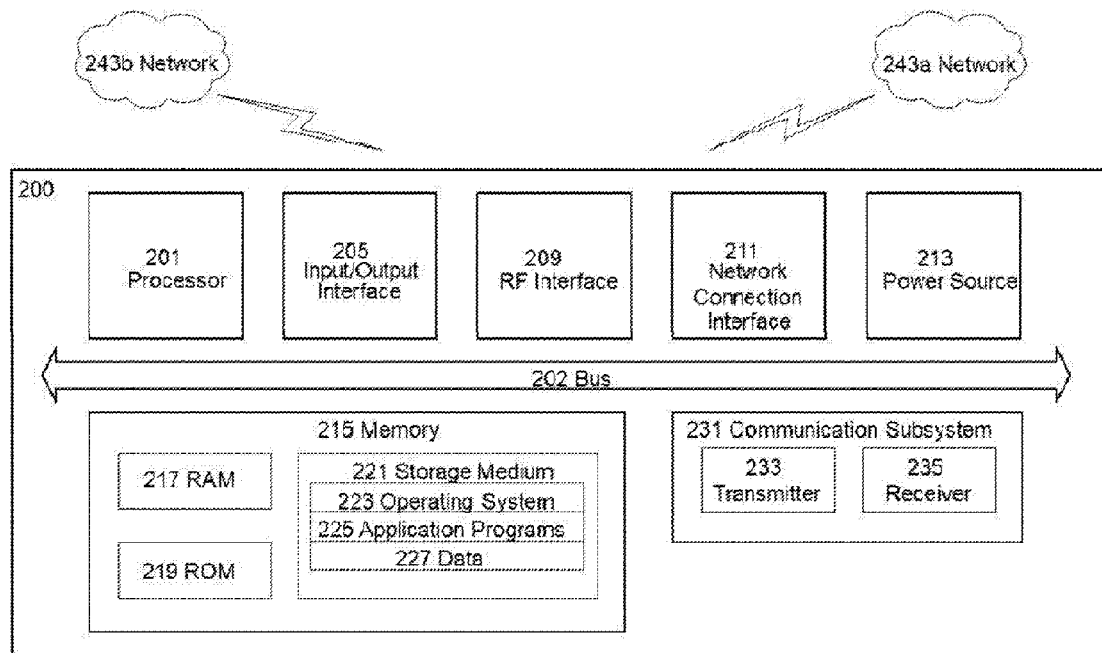 243b Network
243a Network
200
201
Processor
205
Input/Output
Interface
209
RF Interface
211
Network
Connection
Interface
213
Power Source
202 Bus
215 Memory
217 RAM
219 ROM
221 Storage Medium
223 Operating System
225 Application Programs
227 Data
231 Communication Subsystem
233
Transmitter
235
Receiver